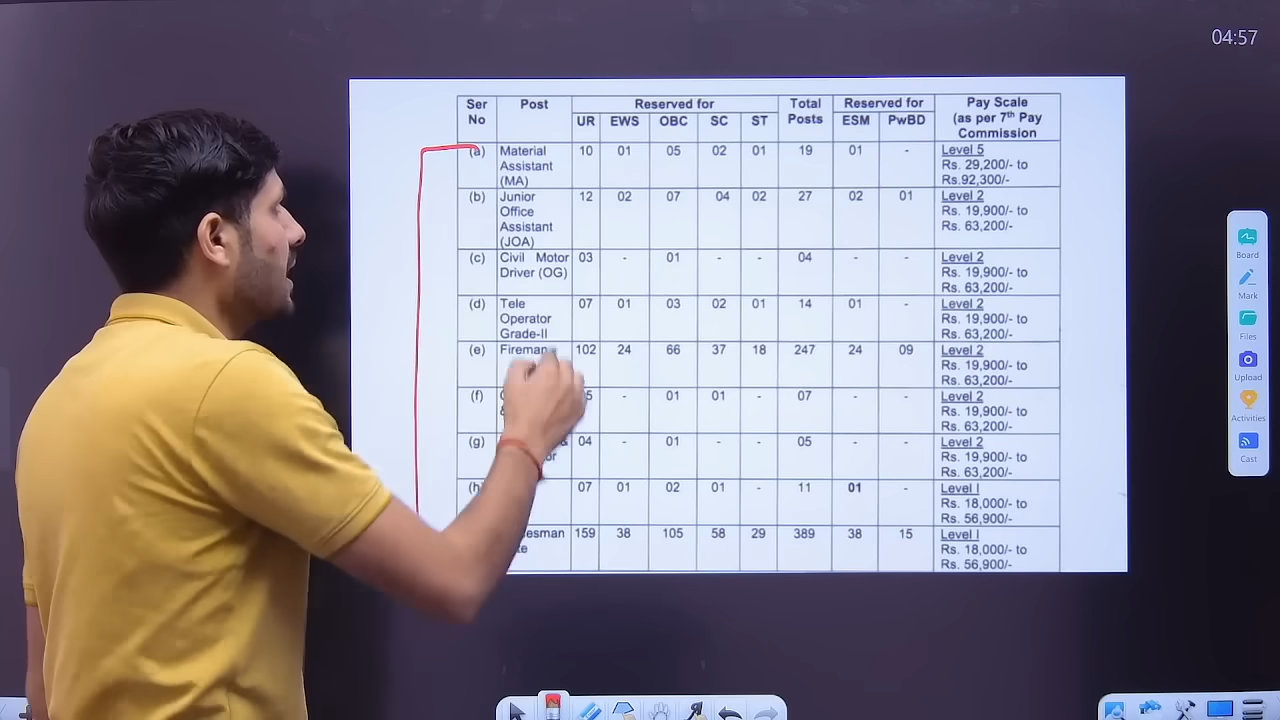 04:57
Ser No Post Reserved for Total Posts Reserved for Pay Scale (as per 7th Pay Commission
UR EWS OBC SC ST ESM PwBD
(a) Material Assistant (MA) 10 01 05 02 01 19 01 - Level 5 Rs. 29,200/- to Rs.92,300/-
(b) Junior Office Assistant (JOA) 12 02 07 04 02 27 02 01 Level 2 Rs. 19,900/- to Rs. 63,200/-
(c) Civil Motor Driver (OG) 03 - 01 - - 04 - - Level 2 Rs. 19,900/- to Rs. 63,200/-
(d) Tele Operator Grade-II 07 01 03 02 01 14 01 - Level 2 Rs. 19,900/- to Rs. 63,200/-
(e) Fireman 102 24 66 37 18 247 24 09 Level 2 Rs. 19,900/- to Rs. 63,200/-
(f) - 01 01 - 07 - - Level 2 Rs. 19,900/- to Rs. 63,200/-
(g) & 04 - 01 - - 05 - - Level 2 Rs. 19,900/- to Rs. 63,200/-
07 01 02 01 - 11 01 - Level I Rs. 18,000/- to Rs. 56,900/-
159 38 105 58 29 389 38 15 Level I Rs. 18,000/- to Rs. 56,900/-
Board
Mark
Files
Upload
Activities
Cast